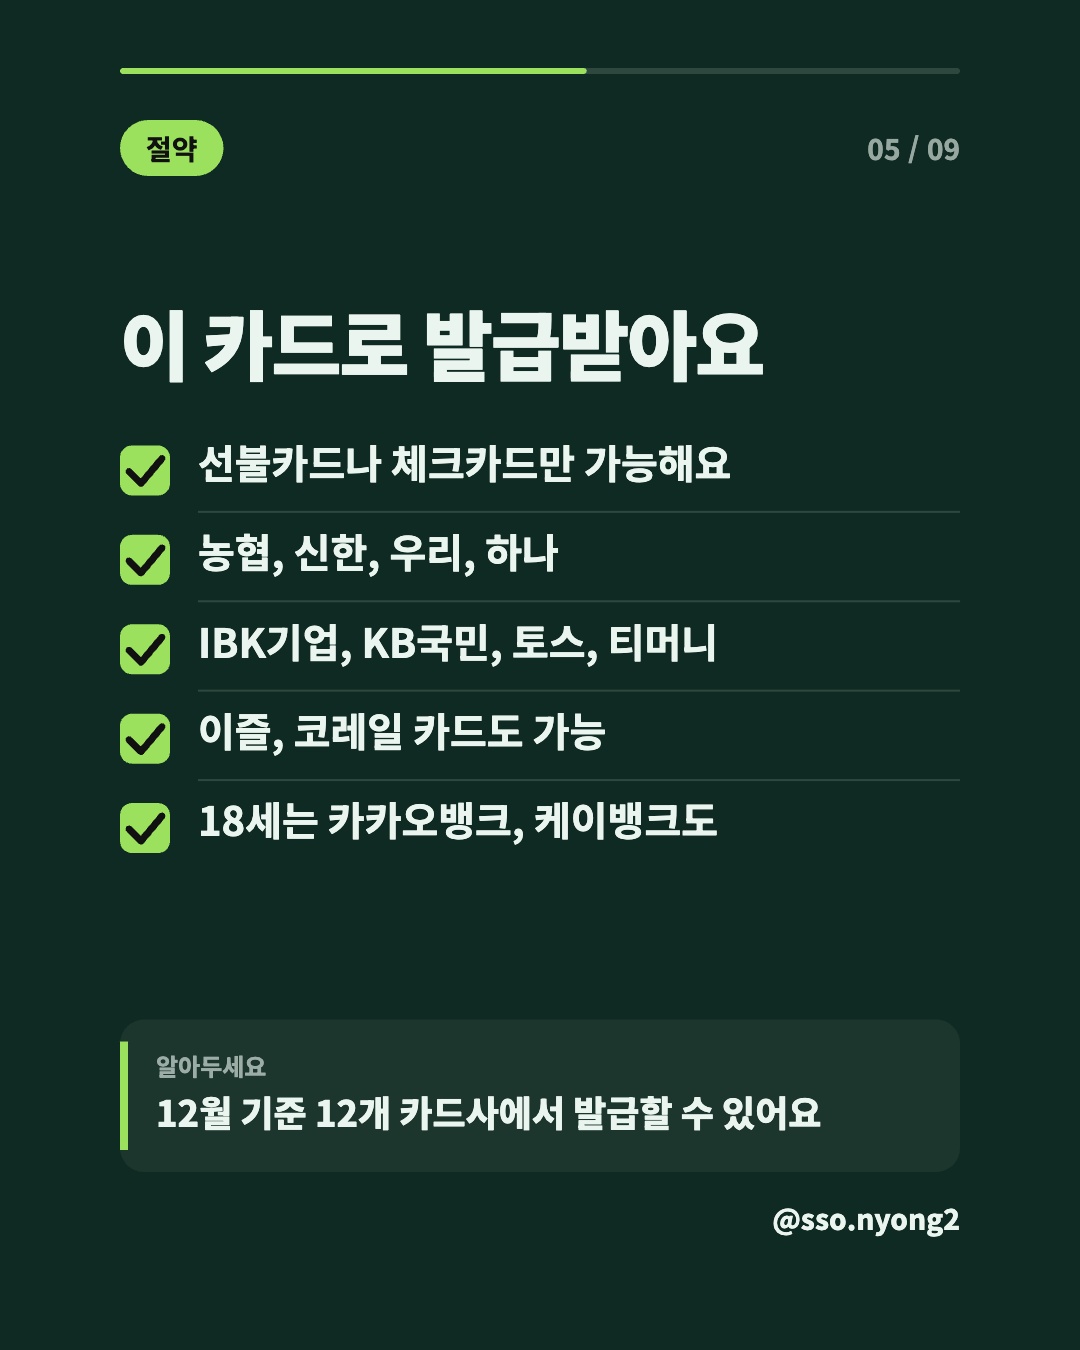 절약
05 / 09
이 카드로 발급받아요
선불카드나 체크카드만 가능해요
농협, 신한, 우리, 하나
IBK기업, KB국민, 토스, 티머니
이즐, 코레일 카드도 가능
18세는 카카오뱅크, 케이뱅크도
알아두세요
12월 기준 12개 카드사에서 발급할 수 있어요
@sso.nyong2